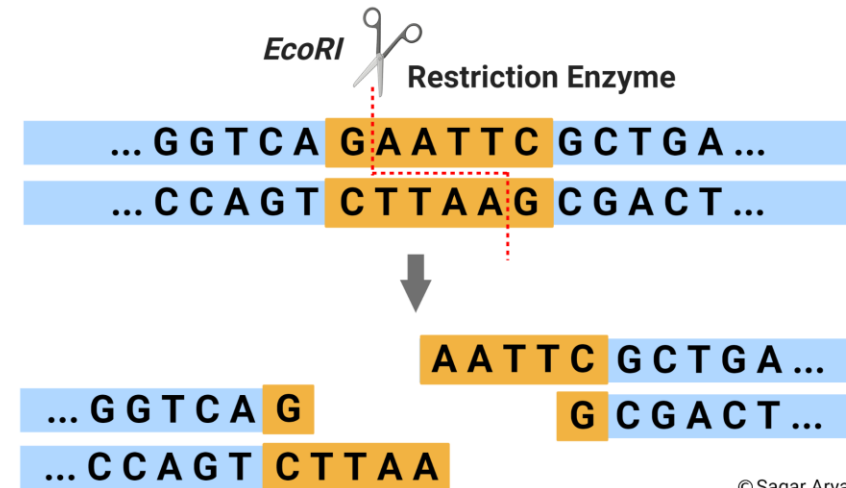 EcoRI
Restriction Enzyme
... G G T C A G A A T T C G C T G A ...
... C C A G T C T T A A G C G A C T ...
A A T T C G C T G A ...
... G G T C A G
G C G A C T ...
... C C A G T C T T A A
© Sagar Arya